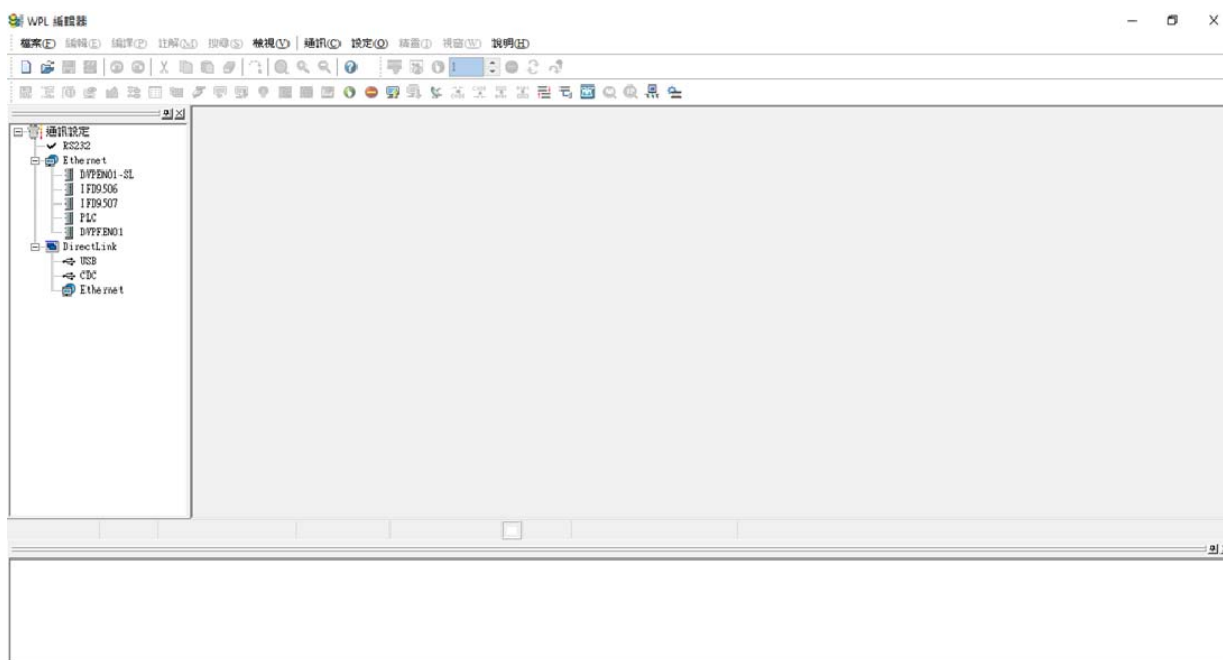 WPL 編輯器
檔案(F) 編輯(E) 編譯(P) 註解(M) 搜尋(S) 檢視(V) 通訊(C) 設定(O) 精靈(I) 視窗(W) 說明(H)
1
通訊設定
RS232
Ethernet
DVPEN01-SL
IFD9506
IFD9507
PLC
DVPFEN01
DirectLink
USB
CDC
Ethernet